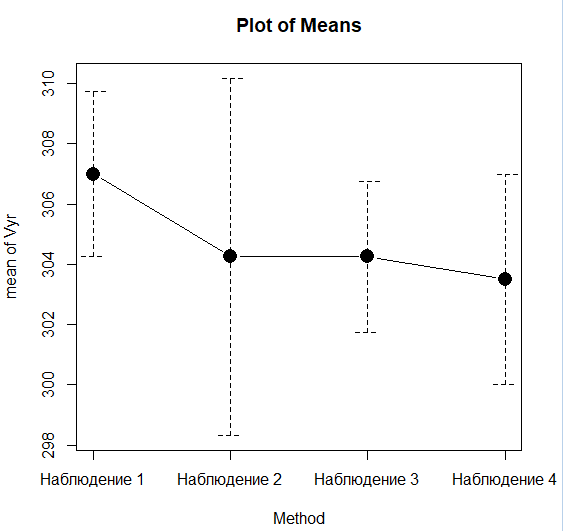 Plot of Means
mean of Vyr
310
308
306
304
302
300
298
Наблюдение 1 Наблюдение 2 Наблюдение 3 Наблюдение 4
Method